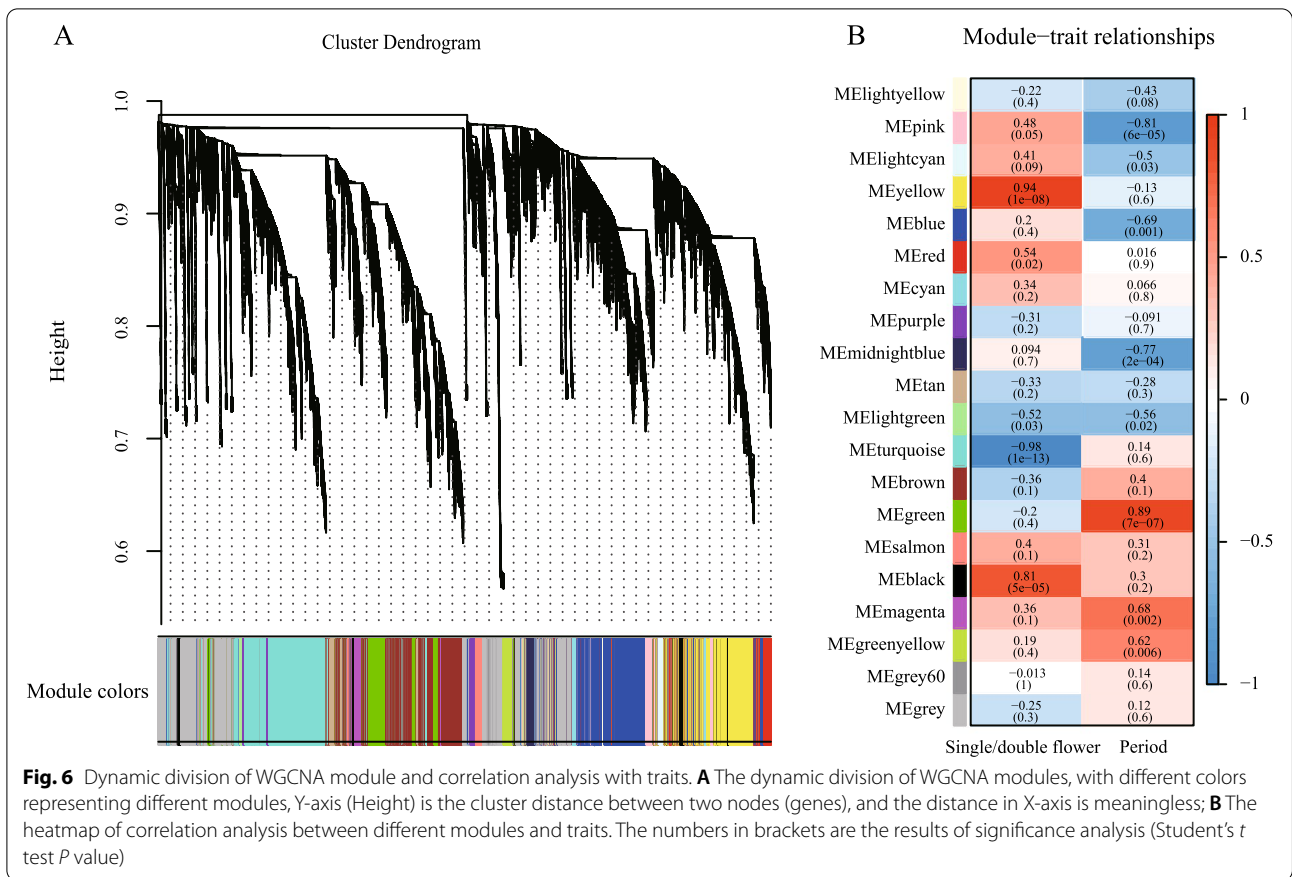 A
Cluster Dendrogram
Height
1.0
0.9
0.8
0.7
0.6
Module colors
B
Module−trait relationships
MElightyellow −0.22 (0.4) −0.43 (0.08)
MEpink 0.48 (0.05) −0.81 (6e−05)
MElightcyan 0.41 (0.09) −0.5 (0.03)
MEyellow 0.94 (1e−08) −0.13 (0.6)
MEblue 0.2 (0.4) −0.69 (0.001)
MEred 0.54 (0.02) 0.016 (0.9)
MEcyan 0.34 (0.2) 0.066 (0.8)
MEpurple −0.31 (0.2) −0.091 (0.7)
MEmidnightblue 0.094 (0.7) −0.77 (2e−04)
MEtan −0.33 (0.2) −0.28 (0.3)
MElightgreen −0.52 (0.03) −0.56 (0.02)
MEturquoise −0.98 (1e−13) 0.14 (0.6)
MEbrown −0.36 (0.1) 0.4 (0.1)
MEgreen −0.2 (0.4) 0.89 (7e−07)
MEsalmon 0.4 (0.1) 0.31 (0.2)
MEblack 0.81 (5e−05) 0.3 (0.2)
MEmagenta 0.36 (0.1) 0.68 (0.002)
MEgreenyellow 0.19 (0.4) 0.62 (0.006)
MEgrey60 −0.013 (1) 0.14 (0.6)
MEgrey −0.25 (0.3) 0.12 (0.6)
Single/double flower Period
1
0.5
0
−0.5
−1
Fig. 6 Dynamic division of WGCNA module and correlation analysis with traits. A The dynamic division of WGCNA modules, with different colors
representing different modules, Y-axis (Height) is the cluster distance between two nodes (genes), and the distance in X-axis is meaningless; B The
heatmap of correlation analysis between different modules and traits. The numbers in brackets are the results of significance analysis (Student's t
test P value)